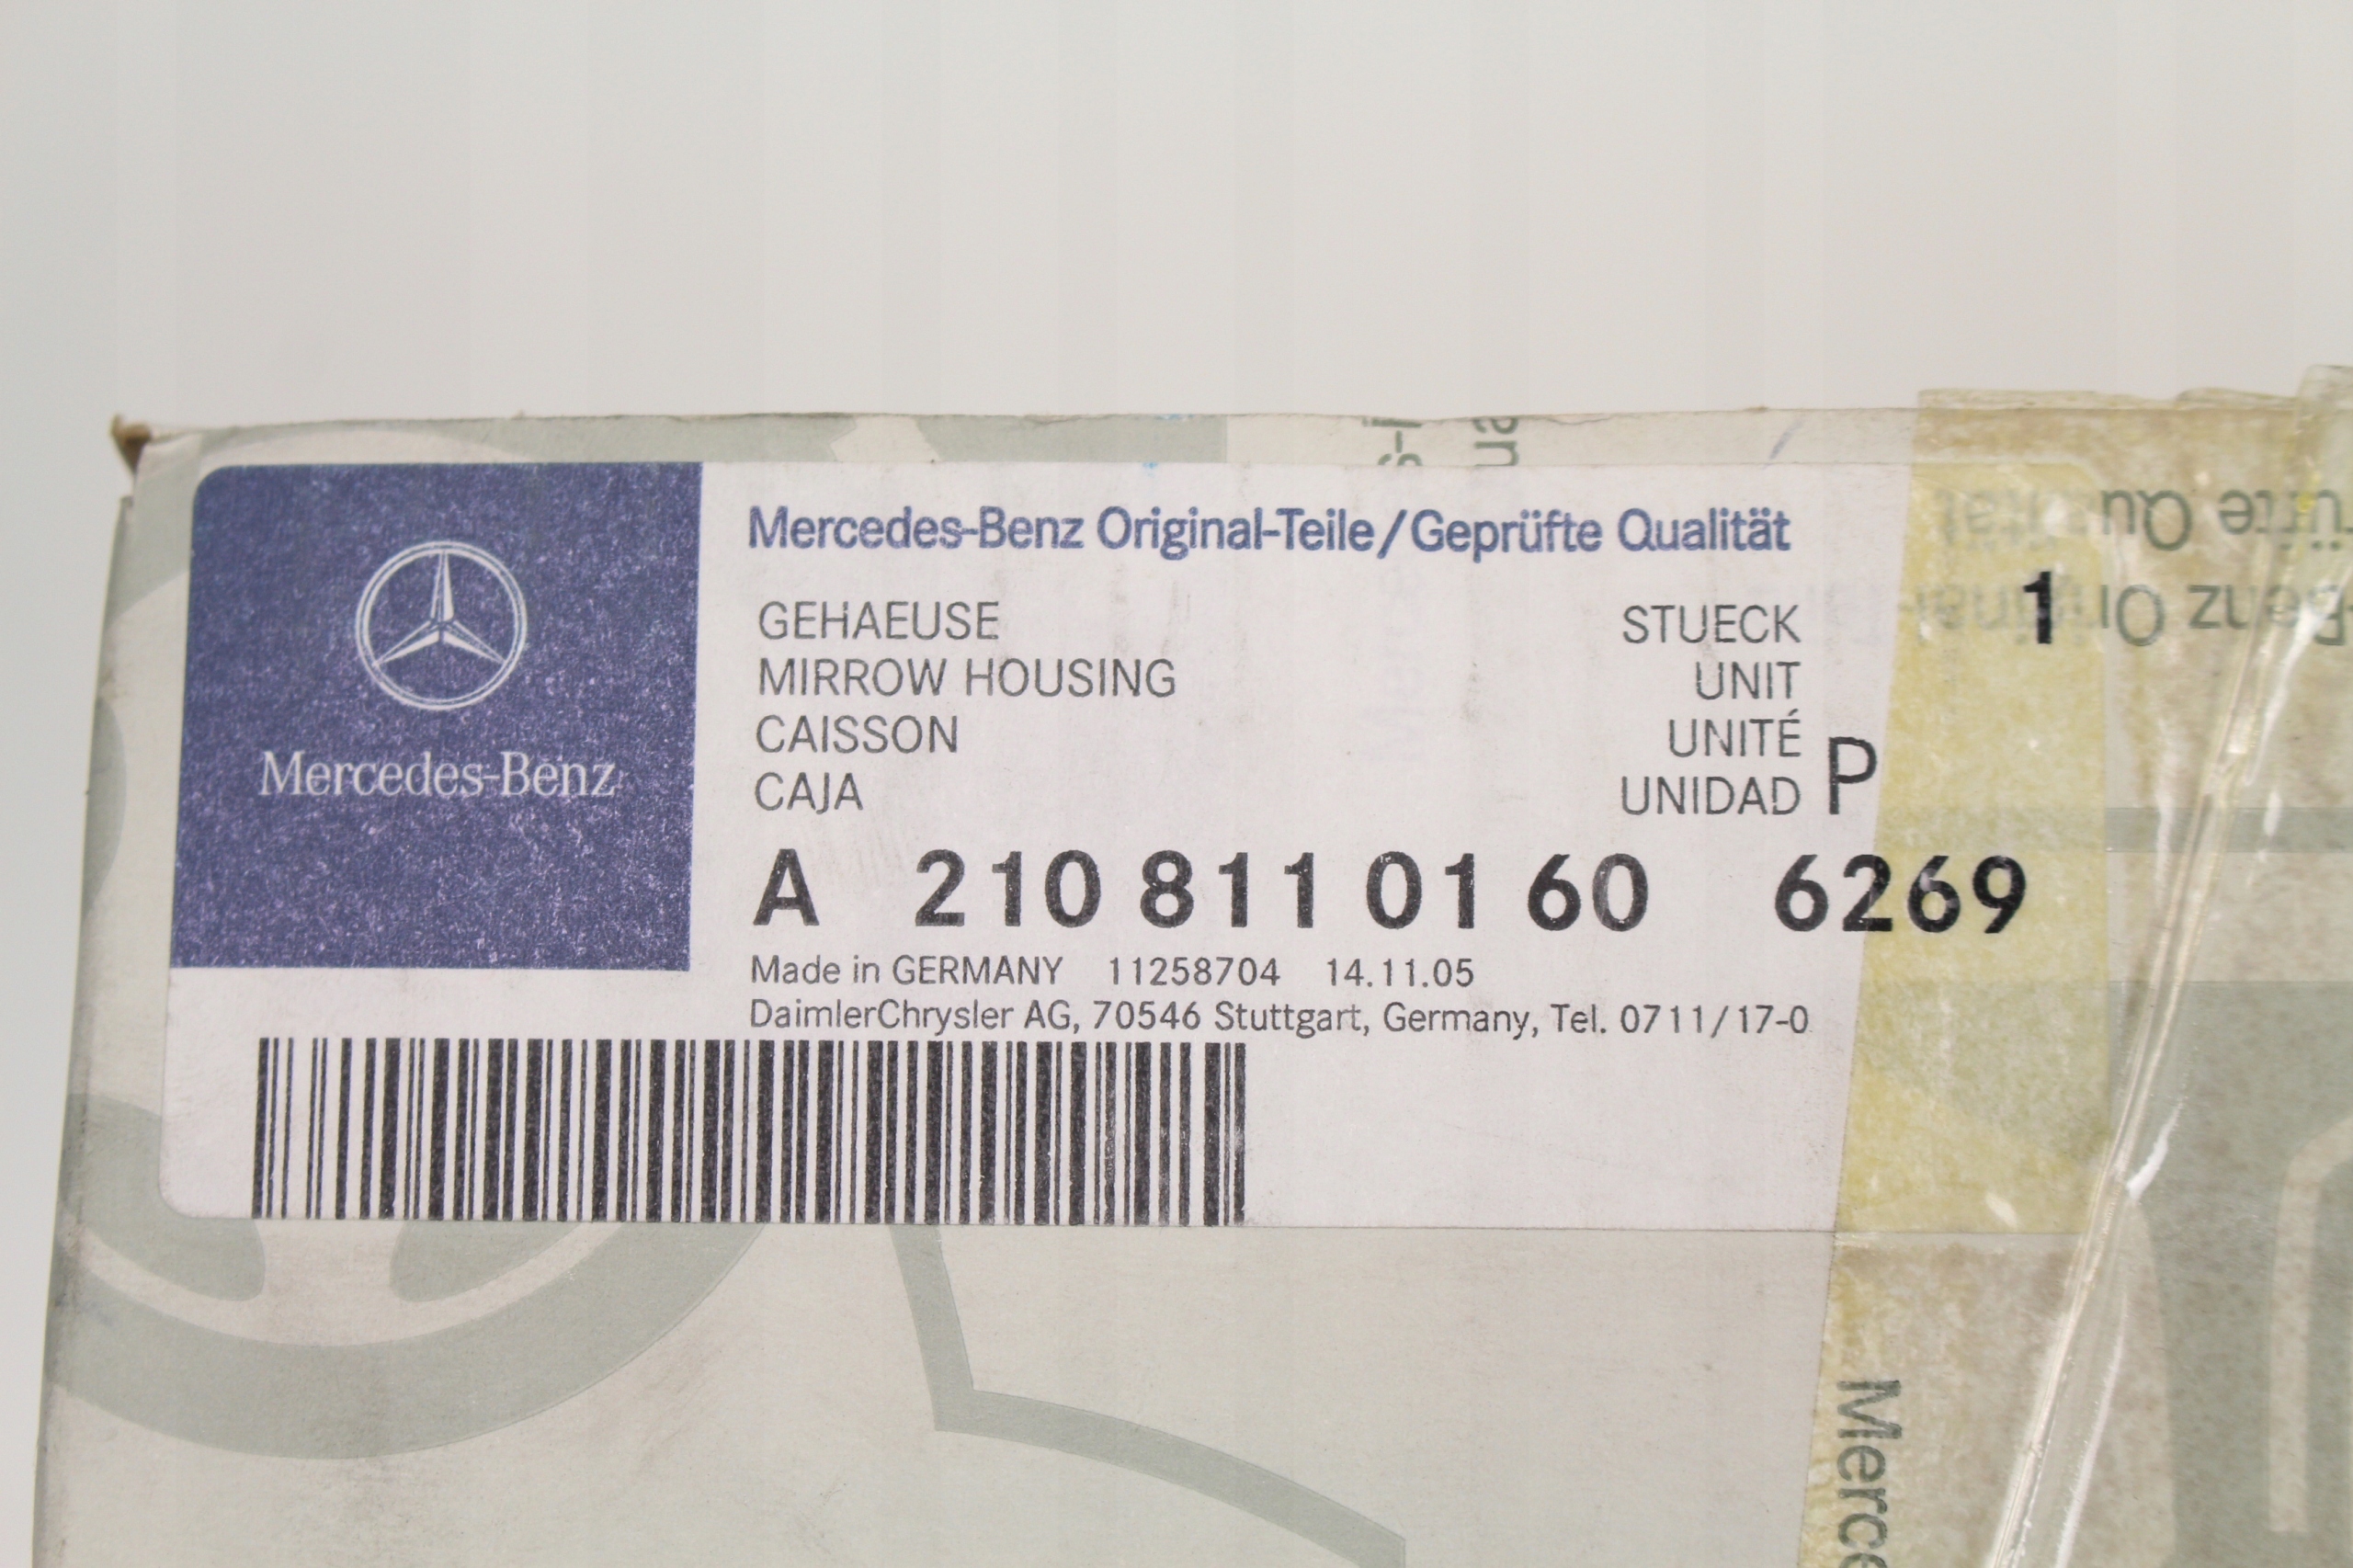 Mercedes-Benz
Mercedes-Benz Original-Teile/Geprüfte Qualität
GEHAEUSE STUECK 1
MIRROW HOUSING UNIT
CAISSON UNITÉ
CAJA UNIDAD P
A 210 811 01 60 6269
Made in GERMANY 11258704 14.11.05
DaimlerChrysler AG, 70546 Stuttgart, Germany, Tel. 0711/17-0